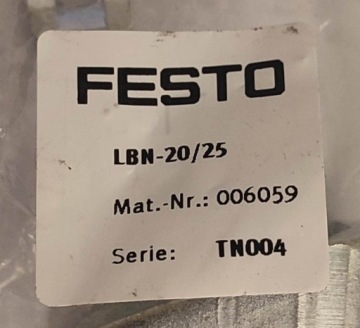 FESTO
LBN-20/25
Mat.-Nr.: 006059
Serie: TN004